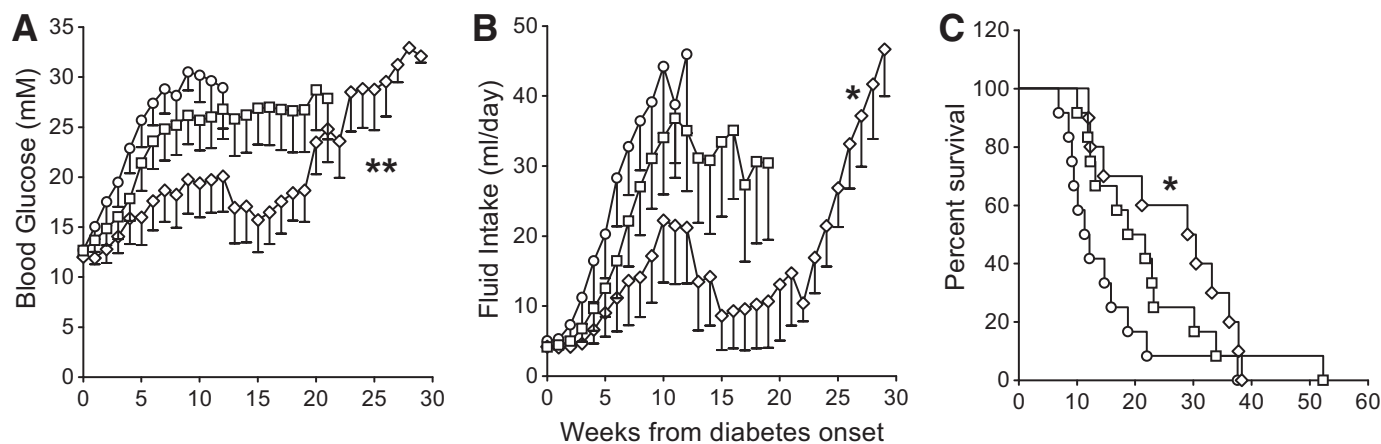 A
Blood Glucose (mM)
35
30
25
20
15
10
5
0
0 5 10 15 20 25 30
**
B
Fluid Intake (ml/day)
50
40
30
20
10
0
0 5 10 15 20 25 30
*
Weeks from diabetes onset
C
Percent survival
120
100
80
60
40
20
0
0 10 20 30 40 50 60
*